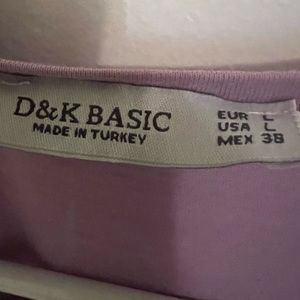 D&K BASIC
MADE IN TURKEY
EUR L
USA L
MEX 38